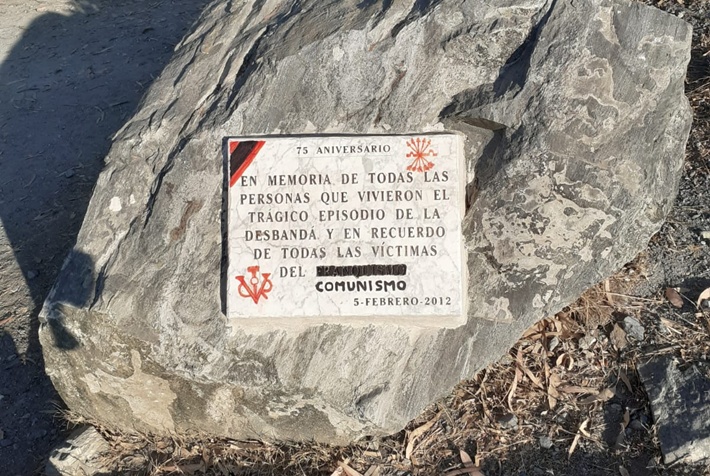 75 ANIVERSARIO
EN MEMORIA DE TODAS LAS
PERSONAS QUE VIVIERON EL
TRÁGICO EPISODIO DE LA
DESBANDÁ Y EN RECUERDO
DE TODAS LAS VÍCTIMAS
DEL
COMUNISMO
5-FEBRERO-2012